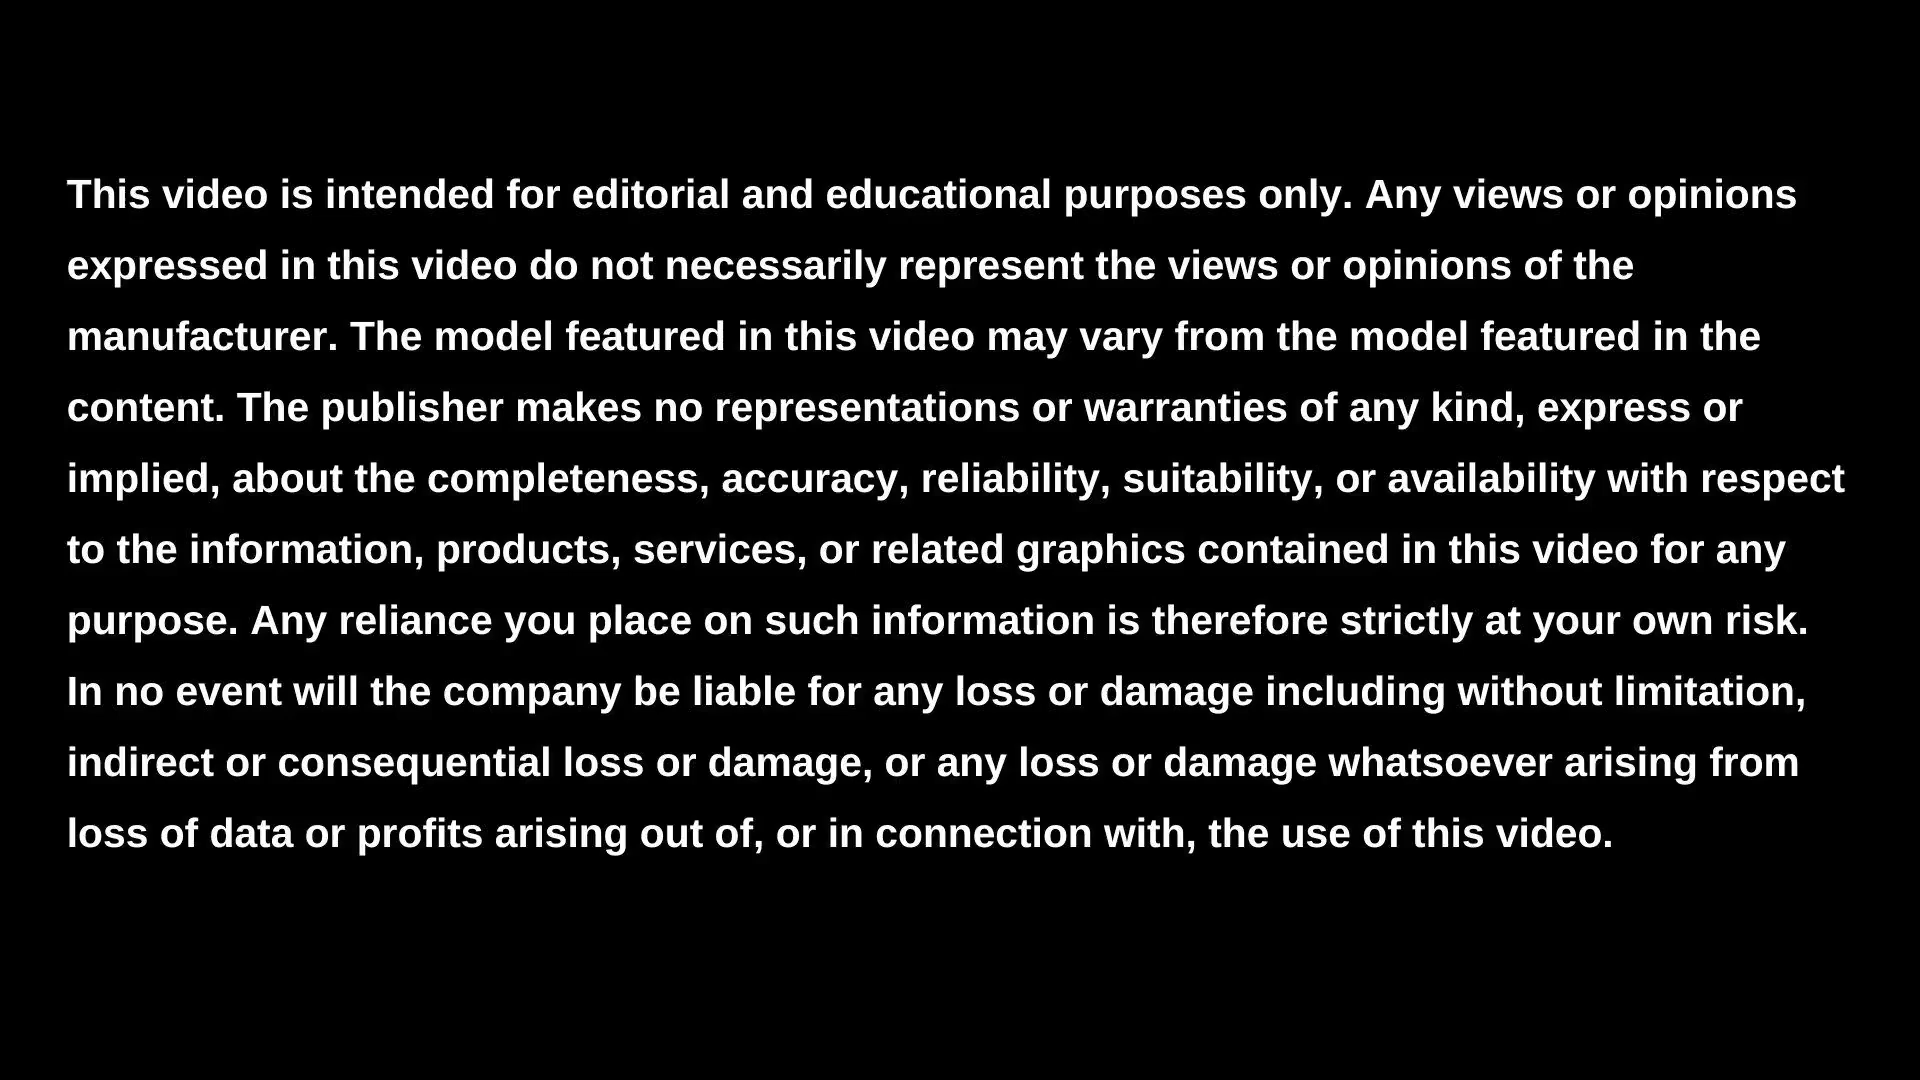 This video is intended for editorial and educational purposes only. Any views or opinions
expressed in this video do not necessarily represent the views or opinions of the
manufacturer. The model featured in this video may vary from the model featured in the
content. The publisher makes no representations or warranties of any kind, express or
implied, about the completeness, accuracy, reliability, suitability, or availability with respect
to the information, products, services, or related graphics contained in this video for any
purpose. Any reliance you place on such information is therefore strictly at your own risk.
In no event will the company be liable for any loss or damage including without limitation,
indirect or consequential loss or damage, or any loss or damage whatsoever arising from
loss of data or profits arising out of, or in connection with, the use of this video.